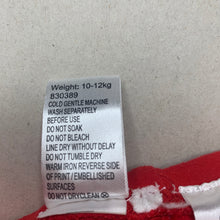 Weight: 10-12kg
830389
COLD GENTLE MACHINE
WASH SEPARATELY
BEFORE USE
DO NOT SOAK
DO NOT BLEACH
LINE DRY WITHOUT DELAY
DO NOT TUMBLE DRY
WARM IRON REVERSE SIDE
OF PRINT / EMBELLISHED
SURFACES
DO NOT DRYCLEAN